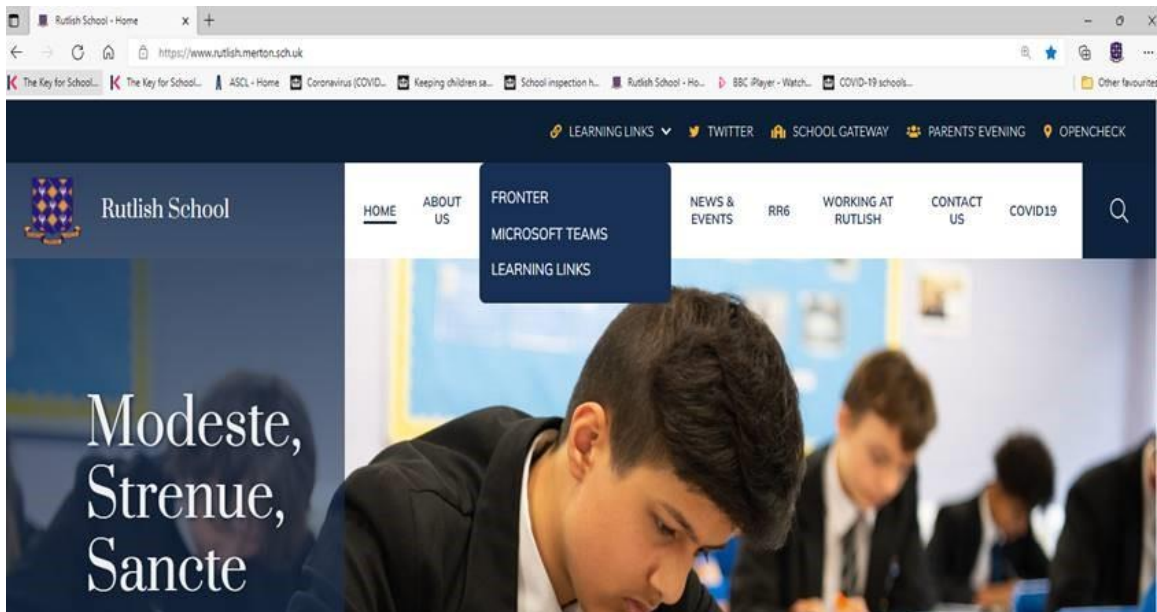 Rutlish School - Home
https://www.rutlish.merton.sch.uk
The Key for School... The Key for School... ASCL - Home Coronavirus (COVID... Keeping children sa... School inspection h... Rutlish School - Ho... BBC iPlayer - Watch... COVID-19 schools... Other favourites
LEARNING LINKS TWITTER SCHOOL GATEWAY PARENTS' EVENING OPENCHECK
Rutlish School
HOME
ABOUT
US
FRONTER
MICROSOFT TEAMS
LEARNING LINKS
NEWS &
EVENTS
RR6
WORKING AT
RUTLISH
CONTACT
US
COVID19
Modeste,
Strenue,
Sancte